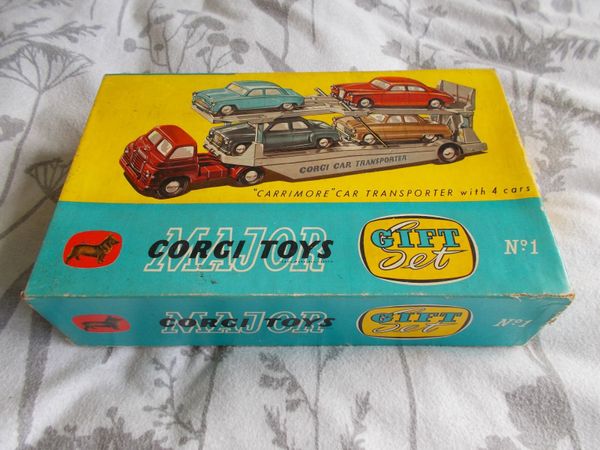 CORGI CAR TRANSPORTER
"CARRIMORE" CAR TRANSPORTER with 4 cars
MAJOR
CORGI TOYS
GIFT
Set
Nº1
MAJOR
CORGI TOYS
GIFT
Set
Nº1